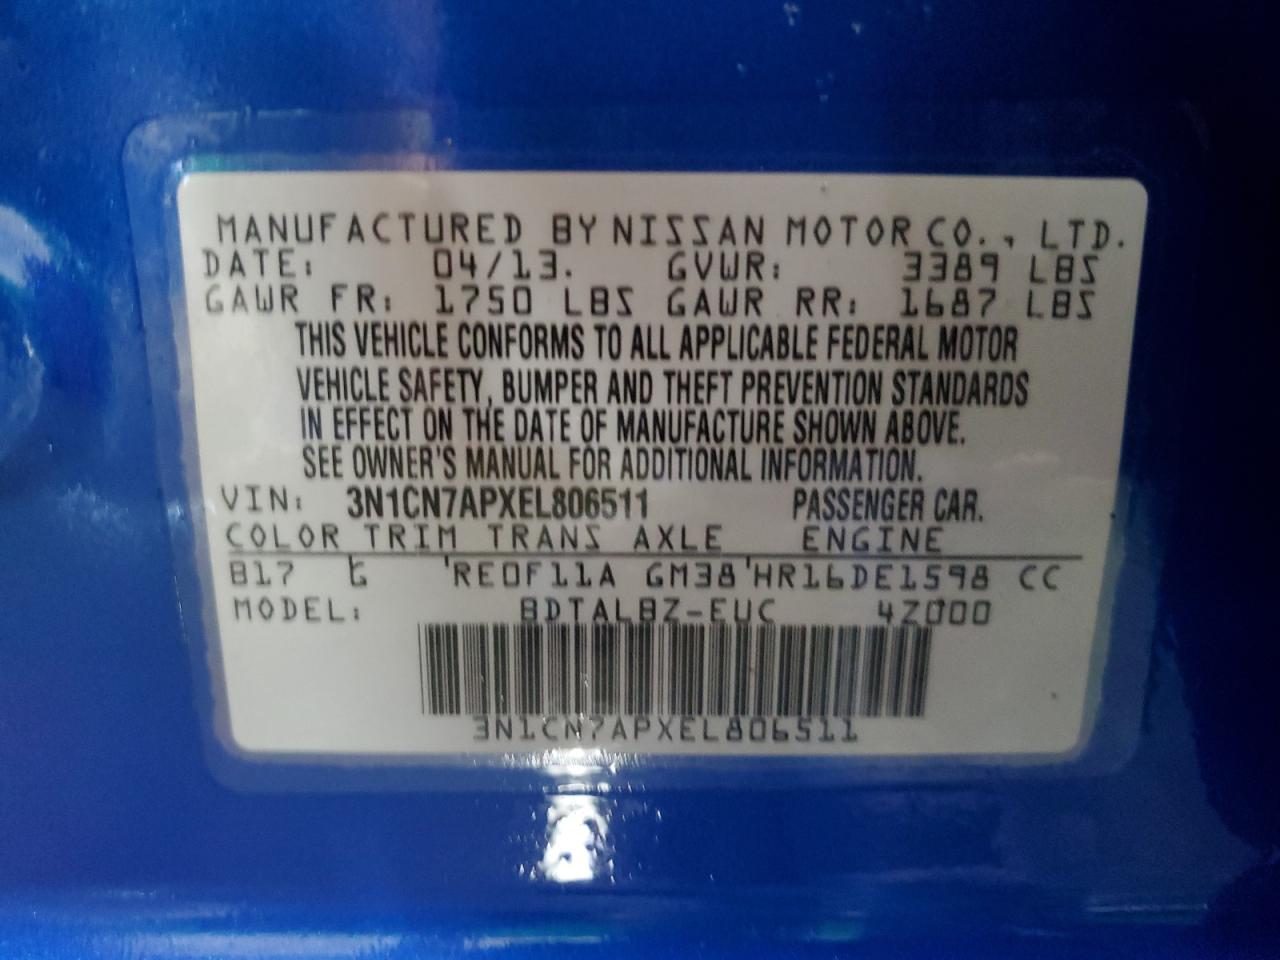 MANUFACTURED BY NISSAN MOTOR CO., LTD.
DATE: 04/13. GVWR: 3389 LBS
GAWR FR: 1750 LBS GAWR RR: 1687 LBS
THIS VEHICLE CONFORMS TO ALL APPLICABLE FEDERAL MOTOR
VEHICLE SAFETY, BUMPER AND THEFT PREVENTION STANDARDS
IN EFFECT ON THE DATE OF MANUFACTURE SHOWN ABOVE.
SEE OWNER'S MANUAL FOR ADDITIONAL INFORMATION.
VIN: 3N1CN7APXEL806511 PASSENGER CAR.
COLOR TRIM TRANS AXLE ENGINE
B17 G 'RE0F11A GM38'HR16DE1598 CC
MODEL: BDTALBZ-EUC 4Z000
3N1CN7APXEL806511